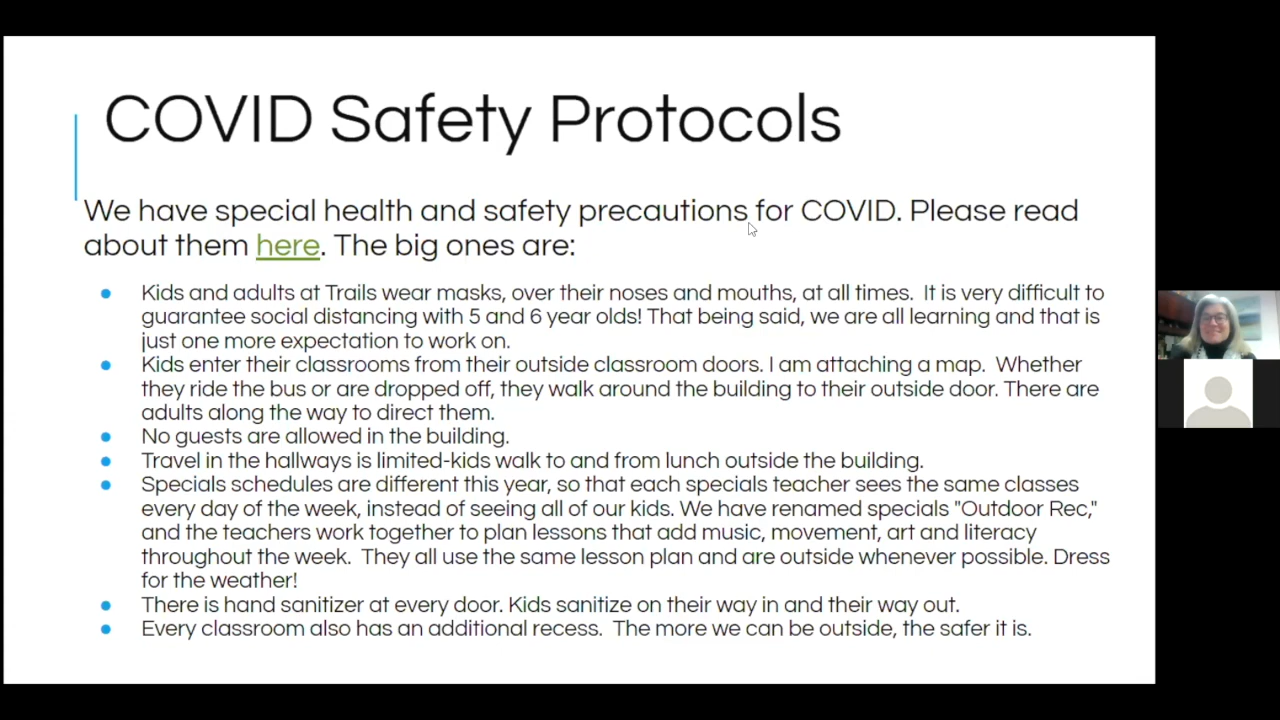 COVID Safety Protocols
We have special health and safety precautions for COVID. Please read
about them here. The big ones are:
Kids and adults at Trails wear masks, over their noses and mouths, at all times.  It is very difficult to
guarantee social distancing with 5 and 6 year olds! That being said, we are all learning and that is
just one more expectation to work on.
Kids enter their classrooms from their outside classroom doors. I am attaching a map.  Whether
they ride the bus or are dropped off, they walk around the building to their outside door. There are
adults along the way to direct them.
No guests are allowed in the building.
Travel in the hallways is limited-kids walk to and from lunch outside the building.
Specials schedules are different this year, so that each specials teacher sees the same classes
every day of the week, instead of seeing all of our kids. We have renamed specials "Outdoor Rec,"
and the teachers work together to plan lessons that add music, movement, art and literacy
throughout the week.  They all use the same lesson plan and are outside whenever possible. Dress
for the weather!
There is hand sanitizer at every door. Kids sanitize on their way in and their way out.
Every classroom also has an additional recess.  The more we can be outside, the safer it is.